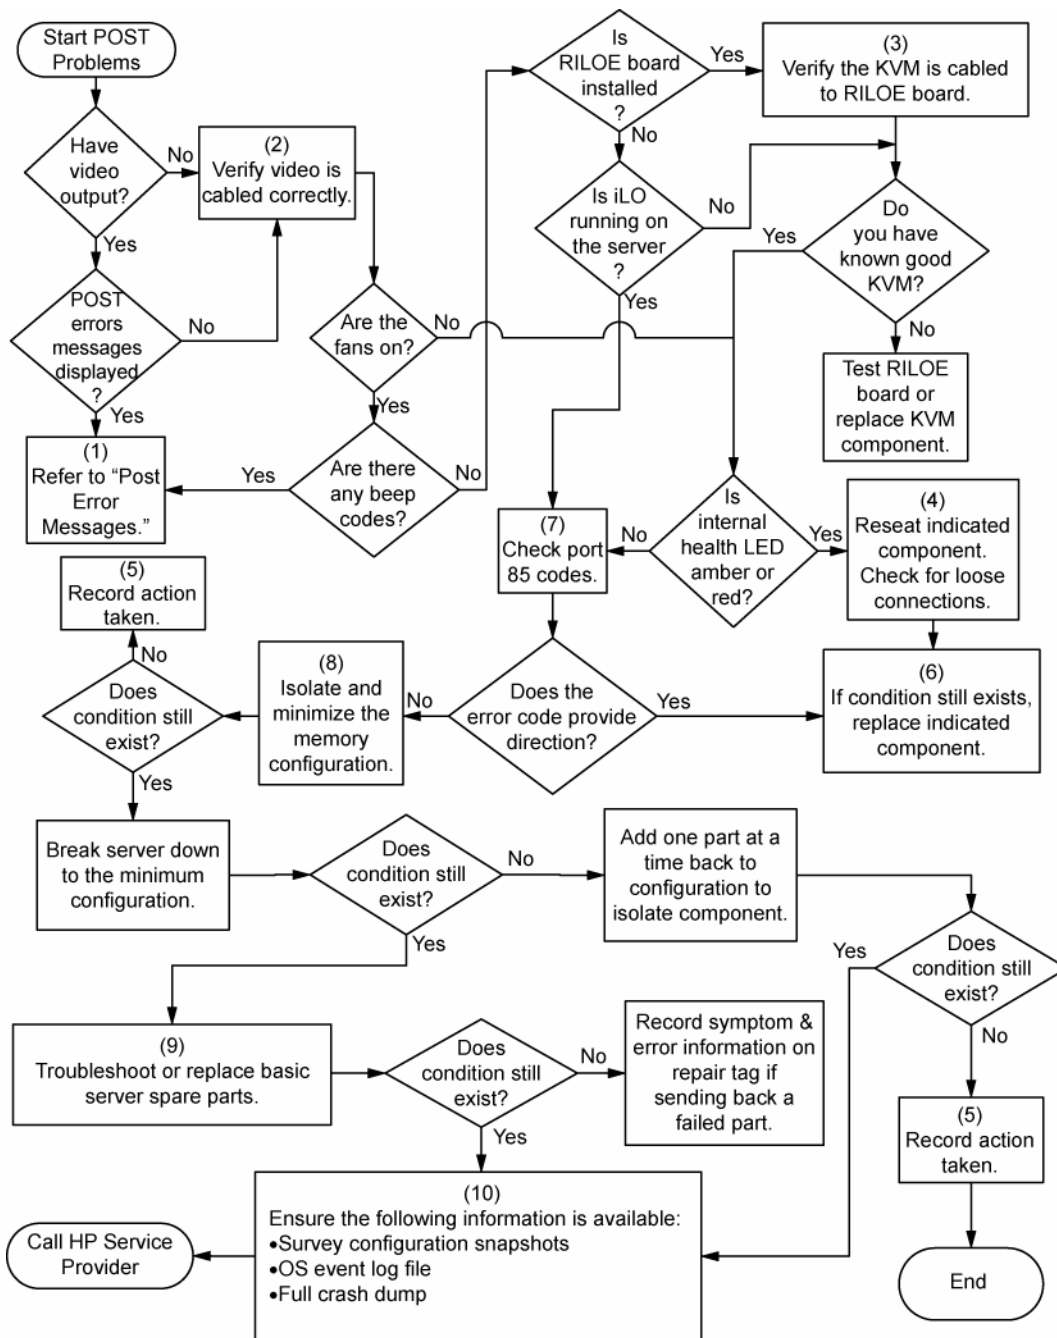 Start POST
Problems
Have
video
output?
No
Yes
(2)
Verify video is
cabled correctly.
POST
errors
messages
displayed
?
No
Yes
(1)
Refer to “Post
Error
Messages.”
Are the
fans on?
No
Yes
Are there
any beep
codes?
Yes
No
Is
RILOE board
installed
?
Yes
No
(3)
Verify the KVM is cabled
to RILOE board.
Is iLO
running on
the server
?
No
Yes
Do
you have
known good
KVM?
Yes
No
Test RILOE
board or
replace KVM
component.
Is
internal
health LED
amber or
red?
No
Yes
(4)
Reseat indicated
component.
Check for loose
connections.
(7)
Check port
85 codes.
(6)
If condition still exists,
replace indicated
component.
Does the
error code provide
direction?
No
Yes
(8)
Isolate and
minimize the
memory
configuration.
(5)
Record action
taken.
No
Does
condition still
exist?
Yes
Break server down
to the minimum
configuration.
Does
condition still
exist?
No
Yes
Add one part at a
time back to
configuration to
isolate component.
Does
condition still
exist?
Yes
No
(9)
Troubleshoot or replace basic
server spare parts.
Does
condition still
exist?
No
Yes
Record symptom &
error information on
repair tag if
sending back a
failed part.
(5)
Record action
taken.
(10)
Ensure the following information is available:
•Survey configuration snapshots
•OS event log file
•Full crash dump
Call HP Service
Provider
End